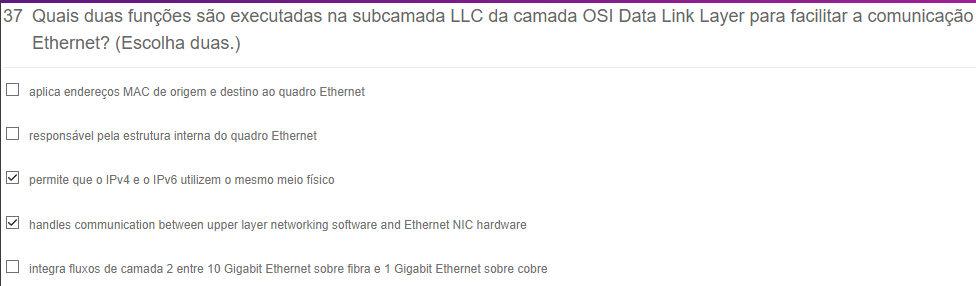 37 Quais duas funções são executadas na subcamada LLC da camada OSI Data Link Layer para facilitar a comunicação
Ethernet? (Escolha duas.)
aplica endereços MAC de origem e destino ao quadro Ethernet
responsável pela estrutura interna do quadro Ethernet
permite que o IPv4 e o IPv6 utilizem o mesmo meio físico
handles communication between upper layer networking software and Ethernet NIC hardware
integra fluxos de camada 2 entre 10 Gigabit Ethernet sobre fibra e 1 Gigabit Ethernet sobre cobre